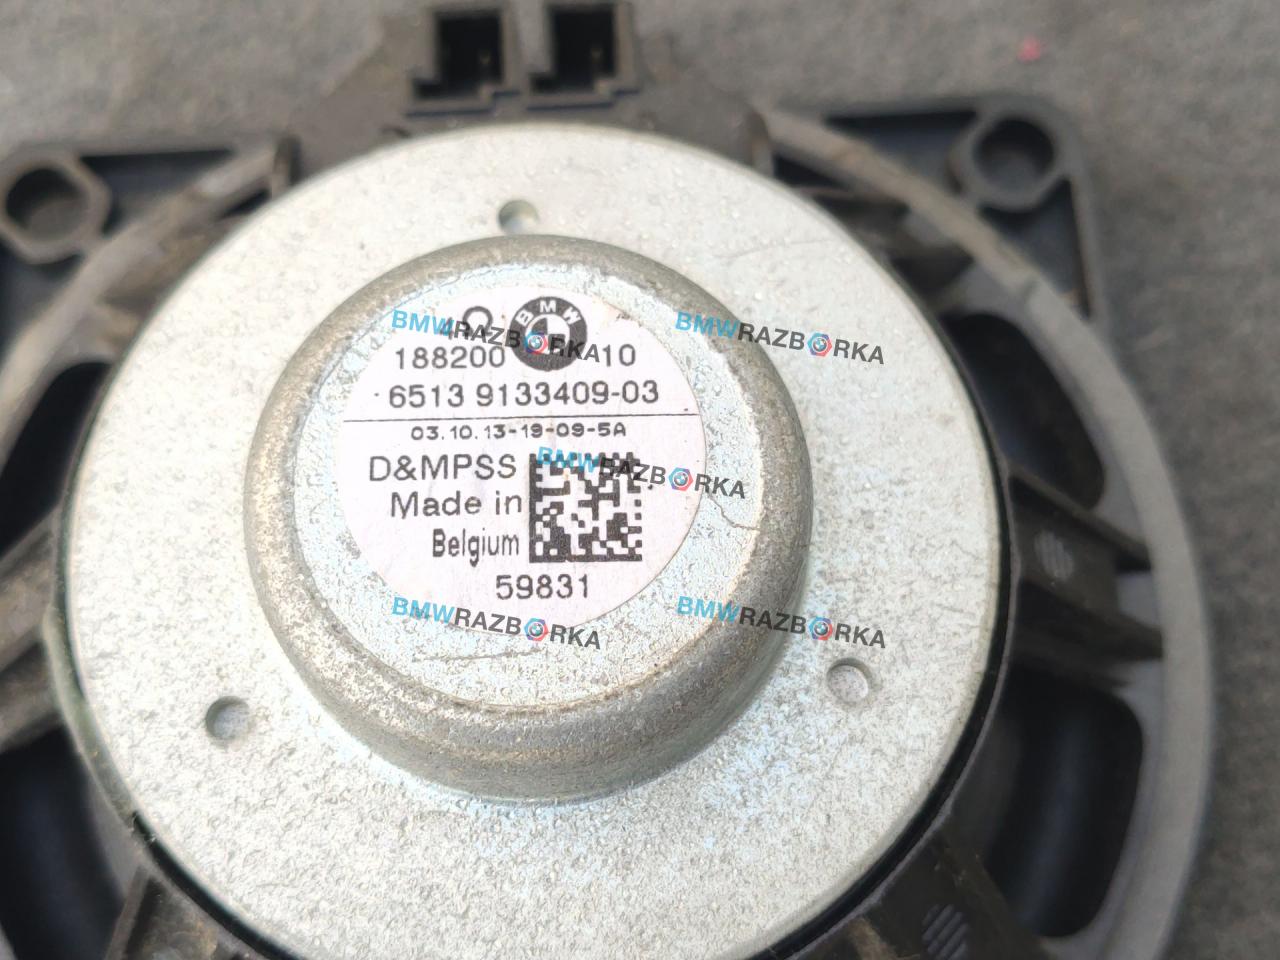 BMW
188200 10
6513 9133409-03
03.10.13-19-09-5A
D&MPSS
Made in
Belgium
59831
BMWRAZBORKA
BMWRAZBORKA
BMWRAZBORKA
BMWRAZBORKA
BMWRAZBORKA